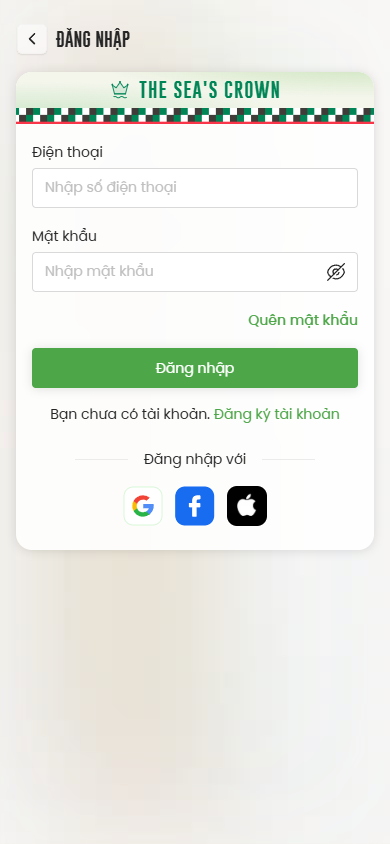 ĐĂNG NHẬP
THE SEA'S CROWN
Điện thoại
Nhập số điện thoại
Mật khẩu
Nhập mật khẩu
Quên mật khẩu
Đăng nhập
Bạn chưa có tài khoản. Đăng ký tài khoản
Đăng nhập với